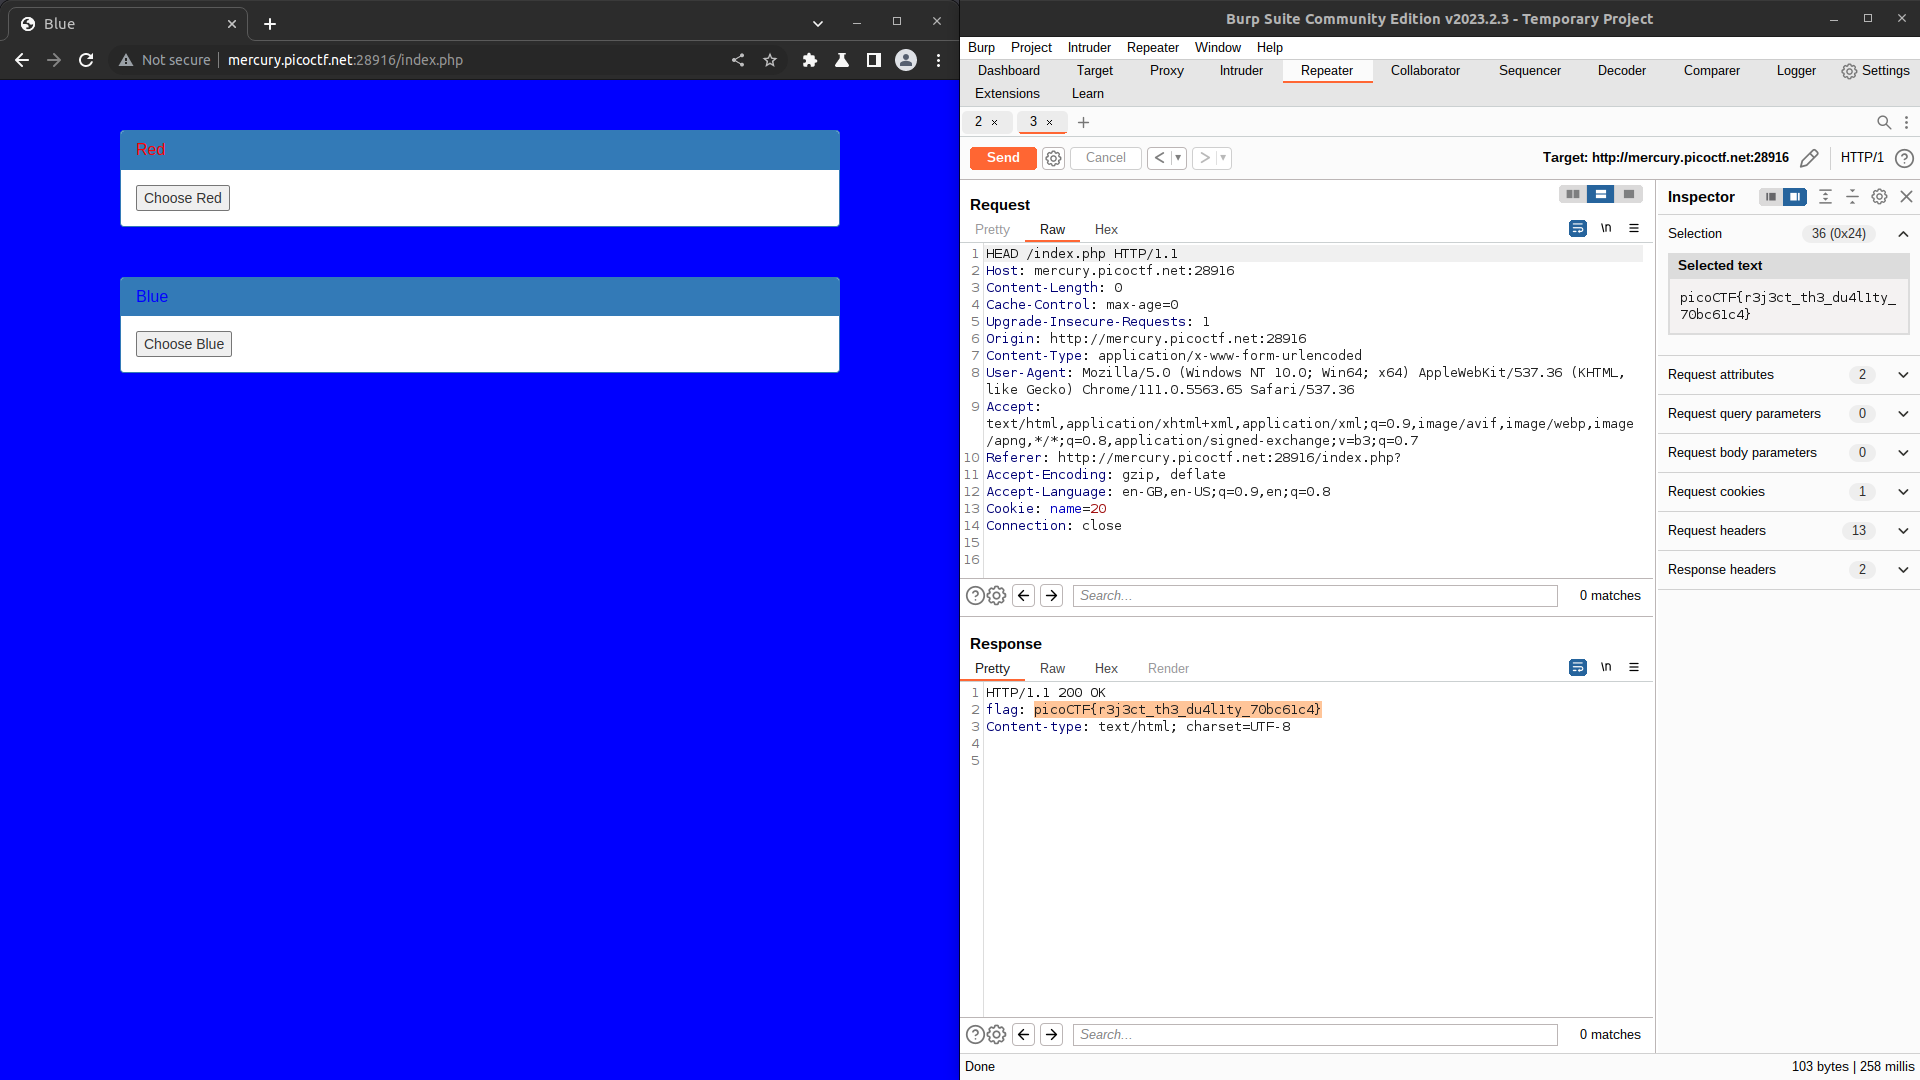 Blue
Not secure
mercury.picoctf.net:28916/index.php
Red
Choose Red
Blue
Choose Blue
Burp Suite Community Edition v2023.2.3 - Temporary Project
Burp Project Intruder Repeater Window Help
Dashboard Target Proxy Intruder Repeater Collaborator Sequencer Decoder Comparer Logger Settings
Extensions Learn
2 × 3 × +
Send Cancel < > Target: http://mercury.picoctf.net:28916 HTTP/1 ?
Request
Pretty Raw Hex \n
1 HEAD /index.php HTTP/1.1
2 Host: mercury.picoctf.net:28916
3 Content-Length: 0
4 Cache-Control: max-age=0
5 Upgrade-Insecure-Requests: 1
6 Origin: http://mercury.picoctf.net:28916
7 Content-Type: application/x-www-form-urlencoded
8 User-Agent: Mozilla/5.0 (Windows NT 10.0; Win64; x64) AppleWebKit/537.36 (KHTML,
like Gecko) Chrome/111.0.5563.65 Safari/537.36
9 Accept:
text/html,application/xhtml+xml,application/xml;q=0.9,image/avif,image/webp,image
/apng,*/*;q=0.8,application/signed-exchange;v=b3;q=0.7
10 Referer: http://mercury.picoctf.net:28916/index.php?
11 Accept-Encoding: gzip, deflate
12 Accept-Language: en-GB,en-US;q=0.9,en;q=0.8
13 Cookie: name=20
14 Connection: close
15
16
Search...
0 matches
Response
Pretty Raw Hex Render \n
1 HTTP/1.1 200 OK
2 flag: picoCTF{r3j3ct_th3_du4l1ty_70bc61c4}
3 Content-type: text/html; charset=UTF-8
4
5
Search...
0 matches
Inspector
Selection 36 (0x24)
Selected text
picoCTF{r3j3ct_th3_du4l1ty_
70bc61c4}
Request attributes 2
Request query parameters 0
Request body parameters 0
Request cookies 1
Request headers 13
Response headers 2
Done
103 bytes | 258 millis